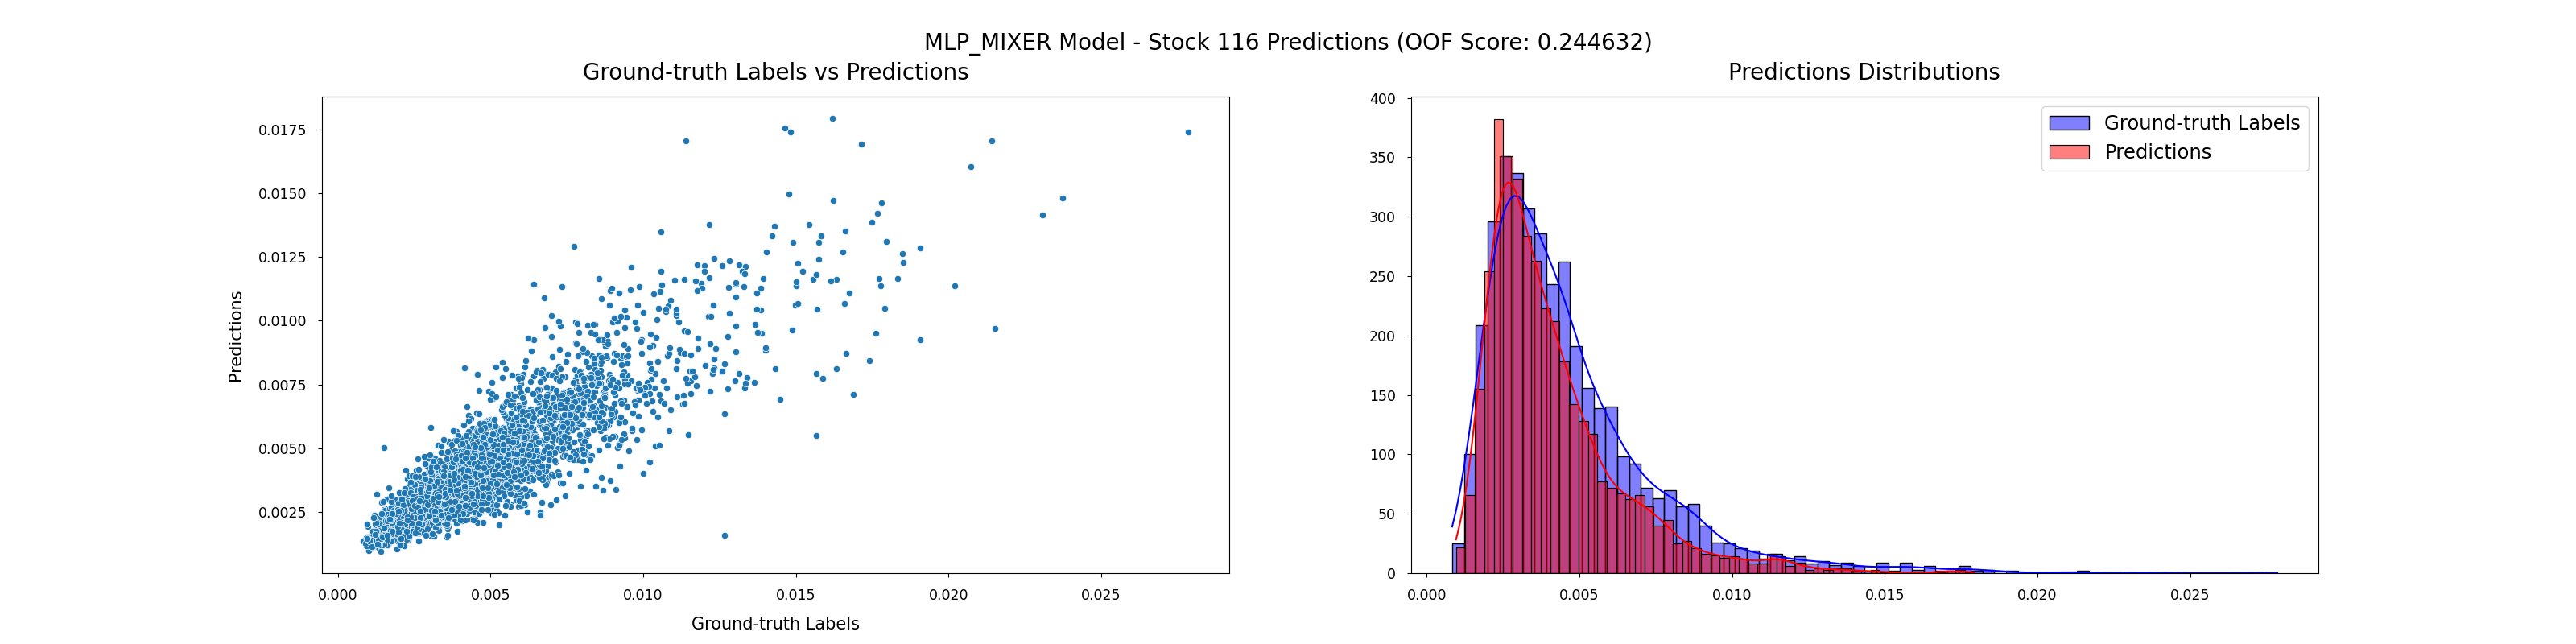 MLP_MIXER Model - Stock 116 Predictions (OOF Score: 0.244632)
Ground-truth Labels vs Predictions
0.0175
0.0150
0.0125
0.0100
0.0075
0.0050
0.0025
Predictions
0.000 0.005 0.010 0.015 0.020 0.025
Ground-truth Labels
Predictions Distributions
400
350
300
250
200
150
100
50
0
Ground-truth Labels
Predictions
0.000 0.005 0.010 0.015 0.020 0.025